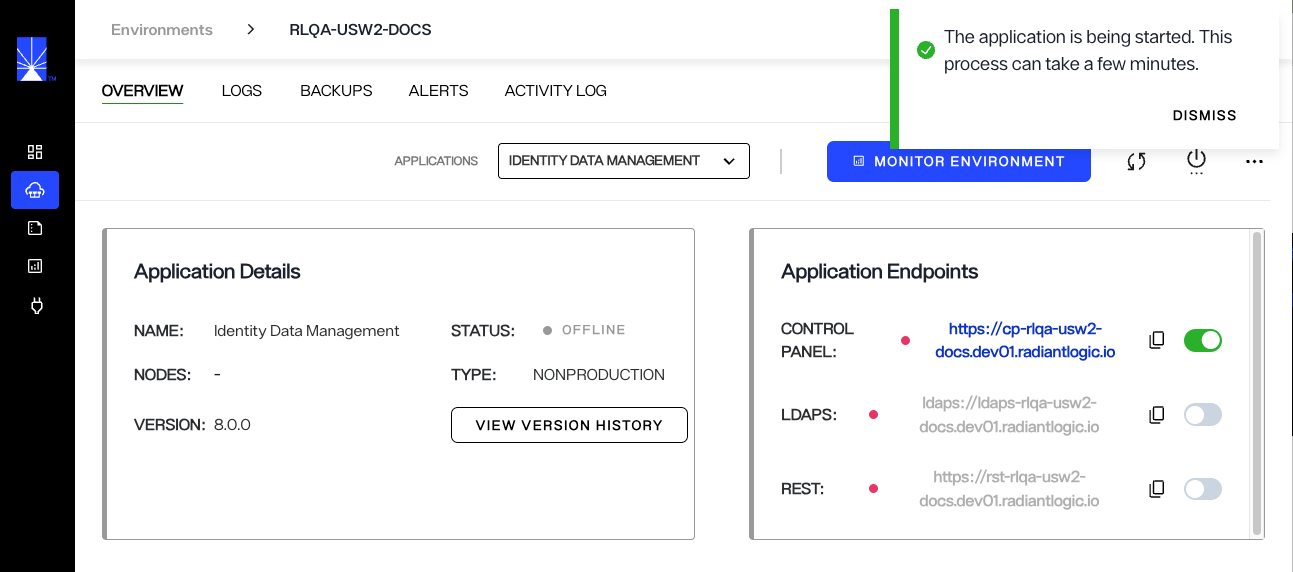 Environments > RLQA-USW2-DOCS
The application is being started. This
process can take a few minutes.
DISMISS
OVERVIEW LOGS BACKUPS ALERTS ACTIVITY LOG
APPLICATIONS IDENTITY DATA MANAGEMENT MONITOR ENVIRONMENT
Application Details
NAME: Identity Data Management STATUS: OFFLINE
NODES: - TYPE: NONPRODUCTION
VERSION: 8.0.0 VIEW VERSION HISTORY
Application Endpoints
CONTROL
PANEL:
https://cp-rlqa-usw2-
docs.dev01.radiantlogic.io
LDAPS:
ldaps://ldaps-rlqa-usw2-
docs.dev01.radiantlogic.io
REST:
https://rst-rlqa-usw2-
docs.dev01.radiantlogic.io